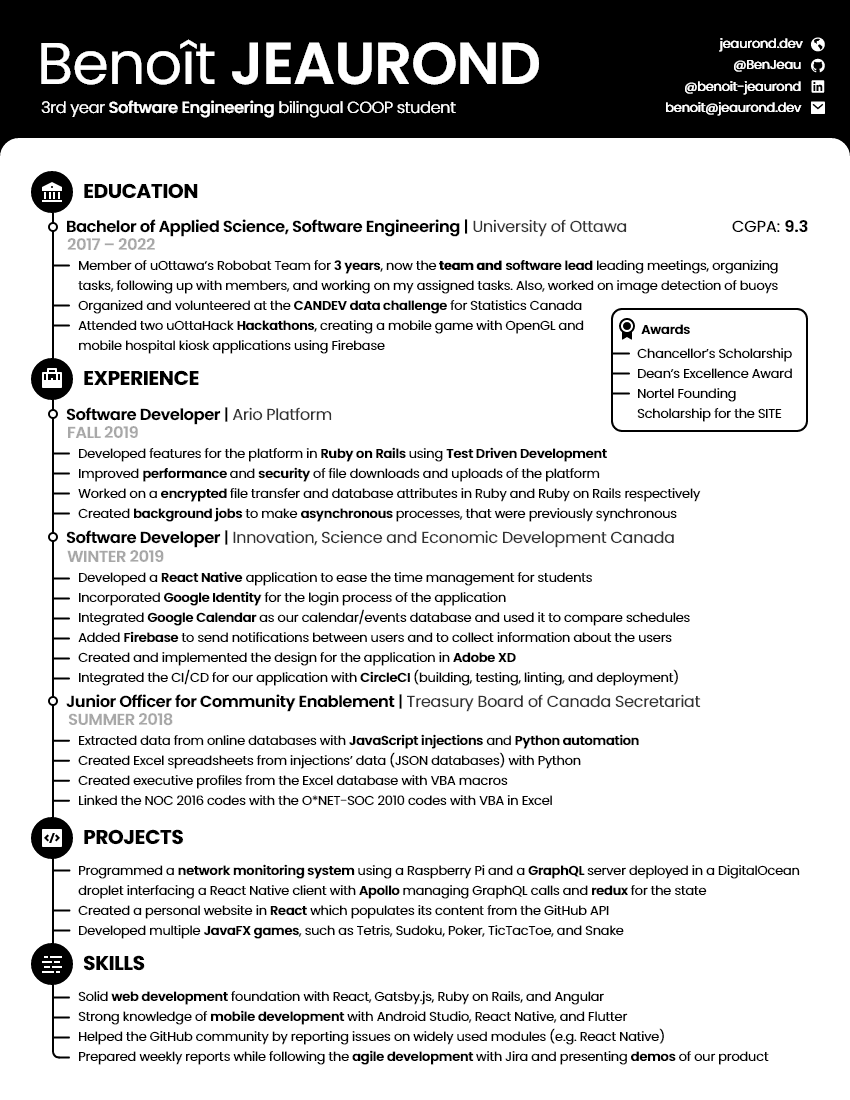 Benoît JEAUROND
3rd year Software Engineering bilingual COOP student
jeaurond.dev
@BenJeau
@benoit-jeaurond
benoit@jeaurond.dev
EDUCATION
Bachelor of Applied Science, Software Engineering | University of Ottawa CGPA: 9.3
2017 – 2022
Member of uOttawa's Robobat Team for 3 years, now the team and software lead leading meetings, organizing
tasks, following up with members, and working on my assigned tasks. Also, worked on image detection of buoys
Organized and volunteered at the CANDEV data challenge for Statistics Canada
Attended two uOttaHack Hackathons, creating a mobile game with OpenGL and
mobile hospital kiosk applications using Firebase
Awards
Chancellor's Scholarship
Dean's Excellence Award
Nortel Founding
Scholarship for the SITE
EXPERIENCE
Software Developer | Ario Platform
FALL 2019
Developed features for the platform in Ruby on Rails using Test Driven Development
Improved performance and security of file downloads and uploads of the platform
Worked on a encrypted file transfer and database attributes in Ruby and Ruby on Rails respectively
Created background jobs to make asynchronous processes, that were previously synchronous
Software Developer | Innovation, Science and Economic Development Canada
WINTER 2019
Developed a React Native application to ease the time management for students
Incorporated Google Identity for the login process of the application
Integrated Google Calendar as our calendar/events database and used it to compare schedules
Added Firebase to send notifications between users and to collect information about the users
Created and implemented the design for the application in Adobe XD
Integrated the CI/CD for our application with CircleCI (building, testing, linting, and deployment)
Junior Officer for Community Enablement | Treasury Board of Canada Secretariat
SUMMER 2018
Extracted data from online databases with JavaScript injections and Python automation
Created Excel spreadsheets from injections' data (JSON databases) with Python
Created executive profiles from the Excel database with VBA macros
Linked the NOC 2016 codes with the O*NET-SOC 2010 codes with VBA in Excel
PROJECTS
Programmed a network monitoring system using a Raspberry Pi and a GraphQL server deployed in a DigitalOcean
droplet interfacing a React Native client with Apollo managing GraphQL calls and redux for the state
Created a personal website in React which populates its content from the GitHub API
Developed multiple JavaFX games, such as Tetris, Sudoku, Poker, TicTacToe, and Snake
SKILLS
Solid web development foundation with React, Gatsby.js, Ruby on Rails, and Angular
Strong knowledge of mobile development with Android Studio, React Native, and Flutter
Helped the GitHub community by reporting issues on widely used modules (e.g. React Native)
Prepared weekly reports while following the agile development with Jira and presenting demos of our product